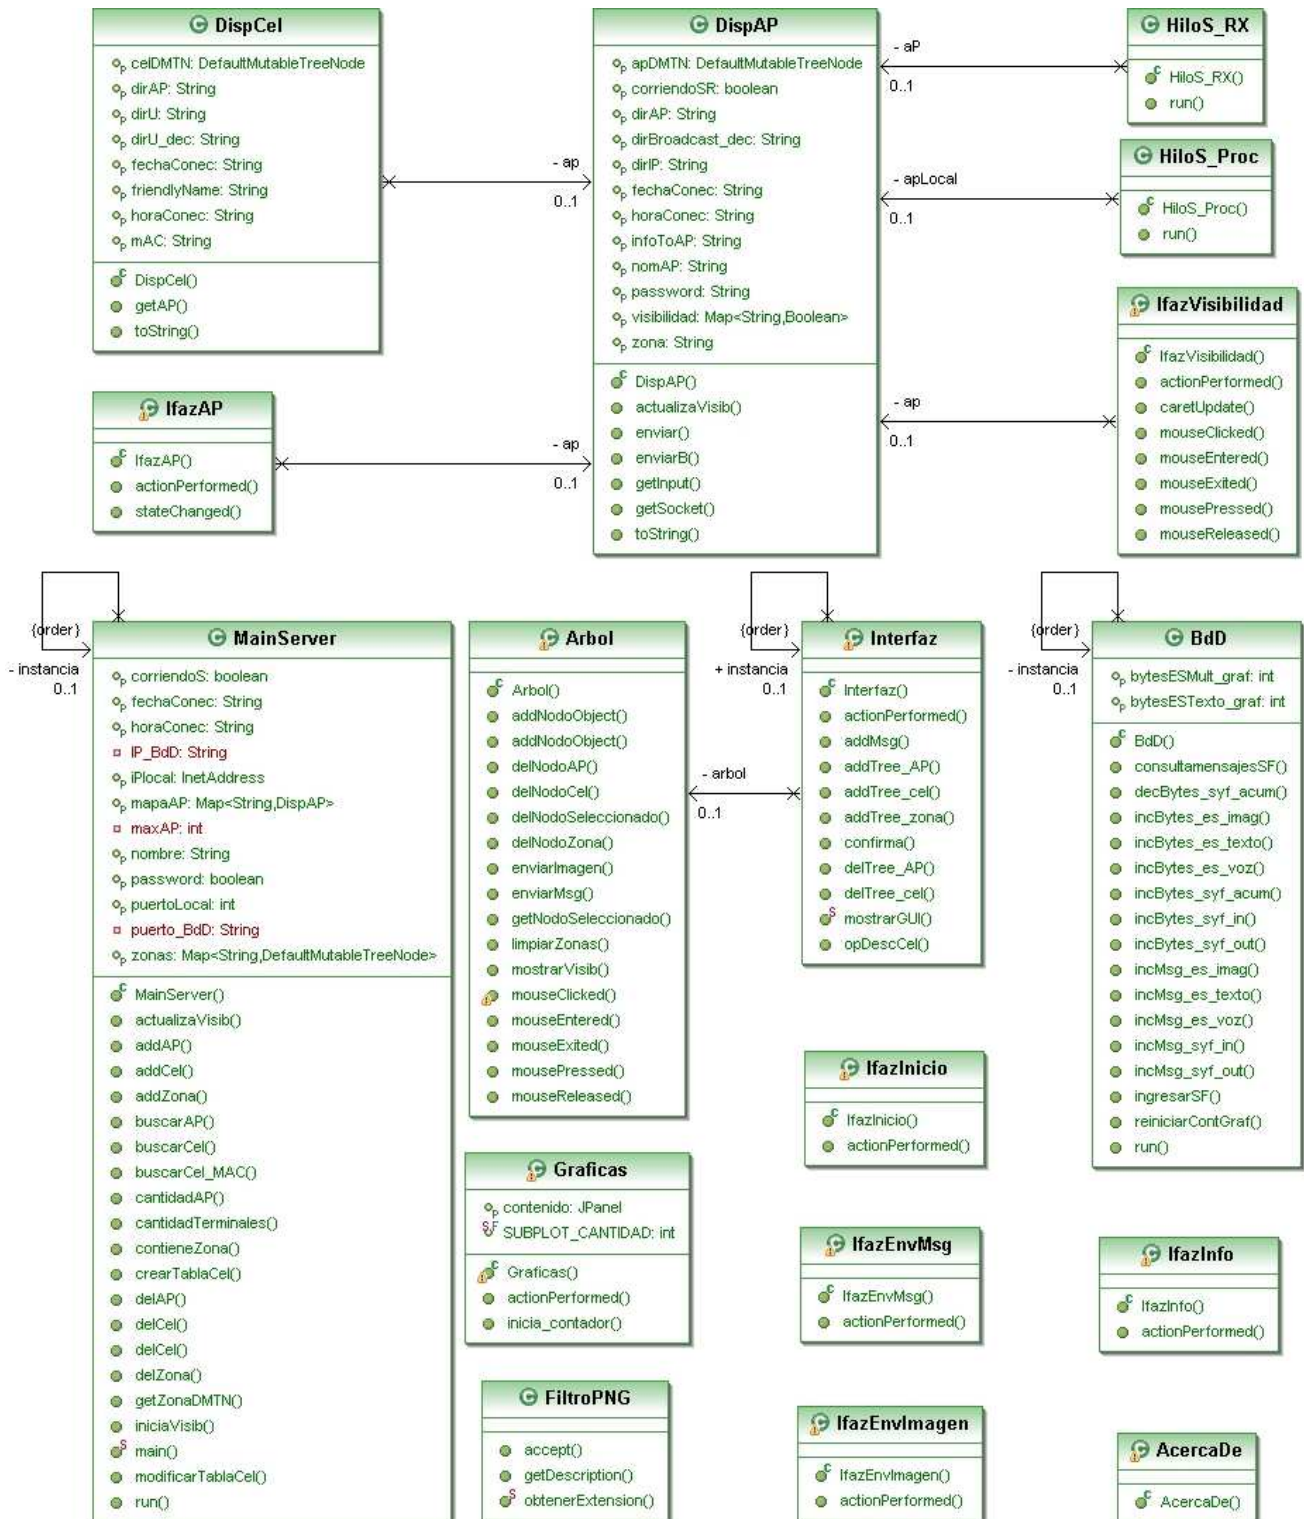 DispCel
celDMTN: DefaultMutableTreeNode
dirAP: String
dirU: String
dirU_dec: String
fechaConec: String
friendlyName: String
horaConec: String
mAC: String
DispCel()
getAP()
toString()
- ap
0..1
DispAP
apDMTN: DefaultMutableTreeNode
corriendoSR: boolean
dirAP: String
dirBroadcast_dec: String
dirIP: String
fechaConec: String
horaConec: String
infoToAP: String
nomAP: String
password: String
visibilidad: Map<String,Boolean>
zona: String
DispAP()
actualizaVisib()
enviar()
enviarB()
getInput()
getSocket()
toString()
- aP
0..1
HiloS_RX
HiloS_RX()
run()
- apLocal
0..1
HiloS_Proc
HiloS_Proc()
run()
- ap
0..1
IfazVisibilidad
IfazVisibilidad()
actionPerformed()
caretUpdate()
mouseClicked()
mouseEntered()
mouseExited()
mousePressed()
mouseReleased()
IfazAP
IfazAP()
actionPerformed()
stateChanged()
- ap
0..1
{order}
- instancia
0..1
MainServer
corriendoS: boolean
fechaConec: String
horaConec: String
IP_BdD: String
iPlocal: InetAddress
mapaAP: Map<String,DispAP>
maxAP: int
nombre: String
password: boolean
puertoLocal: int
puerto_BdD: String
zonas: Map<String,DefaultMutableTreeNode>
MainServer()
actualizaVisib()
addAP()
addCel()
addZona()
buscarAP()
buscarCel()
buscarCel_MAC()
cantidadAP()
cantidadTerminales()
contieneZona()
crearTablaCel()
delAP()
delCel()
delCel()
delZona()
getZonaDMTN()
iniciaVisib()
main()
modificarTablaCel()
run()
Arbol
Arbol()
addNodoObject()
addNodoObject()
delNodoAP()
delNodoCel()
delNodoSeleccionado()
delNodoZona()
enviarImagen()
enviarMsg()
getNodoSeleccionado()
limpiarZonas()
mostrarVisib()
mouseClicked()
mouseEntered()
mouseExited()
mousePressed()
mouseReleased()
- arbol
0..1
{order}
+ instancia
0..1
Interfaz
Interfaz()
actionPerformed()
addMsg()
addTree_AP()
addTree_cel()
addTree_zona()
confirma()
delTree_AP()
delTree_cel()
mostrarGUI()
opDescCel()
{order}
- instancia
0..1
BdD
bytesESMult_graf: int
bytesESTexto_graf: int
BdD()
consultamensajesSF()
decBytes_syf_acum()
incBytes_es_imag()
incBytes_es_texto()
incBytes_es_voz()
incBytes_syf_acum()
incBytes_syf_in()
incBytes_syf_out()
incMsg_es_imag()
incMsg_es_texto()
incMsg_es_voz()
incMsg_syf_in()
incMsg_syf_out()
ingresarSF()
reiniciarContGraf()
run()
IfazInicio
IfazInicio()
actionPerformed()
Graficas
contenido: JPanel
SUBPLOT_CANTIDAD: int
Graficas()
actionPerformed()
inicia_contador()
IfazEnvMsg
IfazEnvMsg()
actionPerformed()
IfazInfo
IfazInfo()
actionPerformed()
FiltroPNG
accept()
getDescription()
obtenerExtension()
IfazEnvImagen
IfazEnvImagen()
actionPerformed()
AcercaDe
AcercaDe()